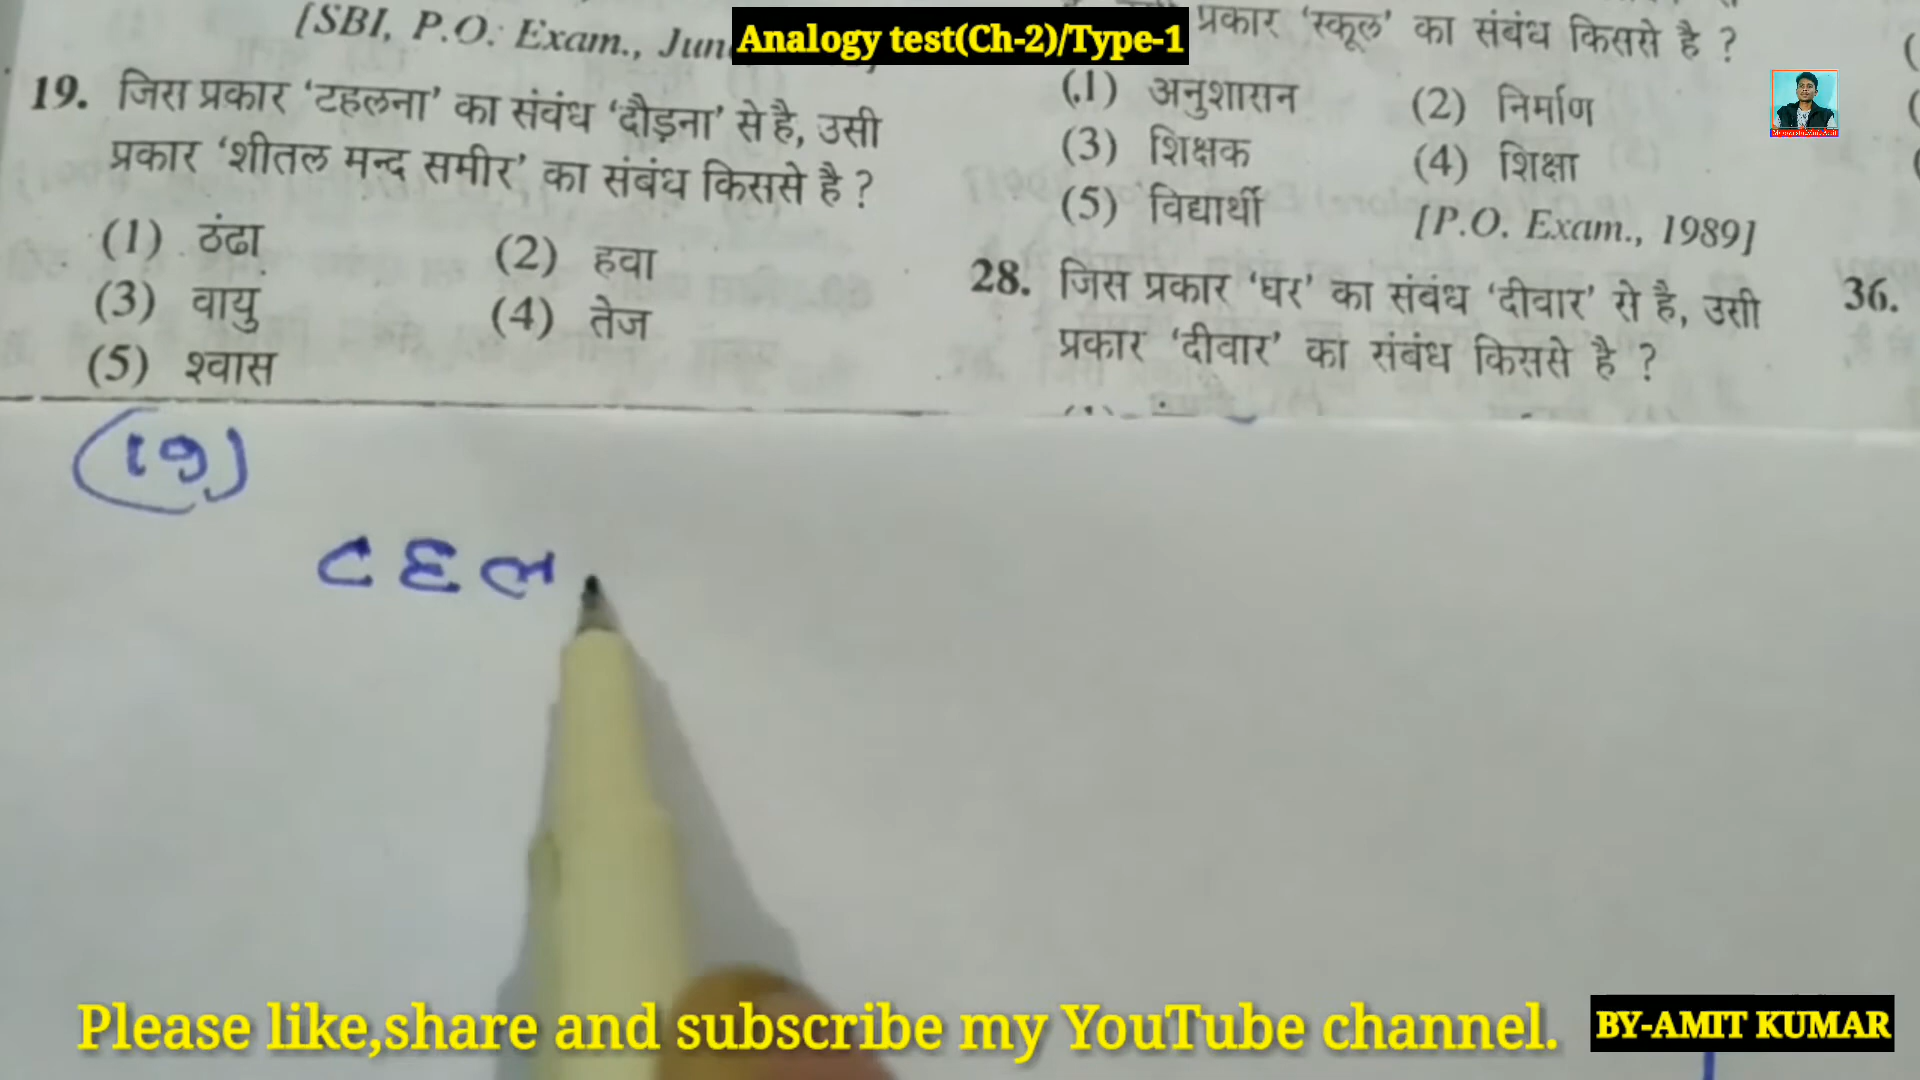 [SBI, P.O. Exam., Jun
Analogy test(Ch-2)/Type-1
19. जिस प्रकार ‘टहलना’ का संबंध ‘दौड़ना’ से है, उसी
प्रकार ‘शीतल मन्द समीर’ का संबंध किससे है ?
(1) ठंढा (2) हवा
(3) वायु (4) तेज
(5) श्वास
प्रकार ‘स्कूल’ का संबंध किससे है ?
(1) अनुशासन (2) निर्माण
(3) शिक्षक (4) शिक्षा
(5) विद्यार्थी [P.O. Exam., 1989]
28. जिस प्रकार ‘घर’ का संबंध ‘दीवार’ से है, उसी
प्रकार ‘दीवार’ का संबंध किससे है ?
36.
(19)
टहल
Please like,share and subscribe my YouTube channel.
BY-AMIT KUMAR